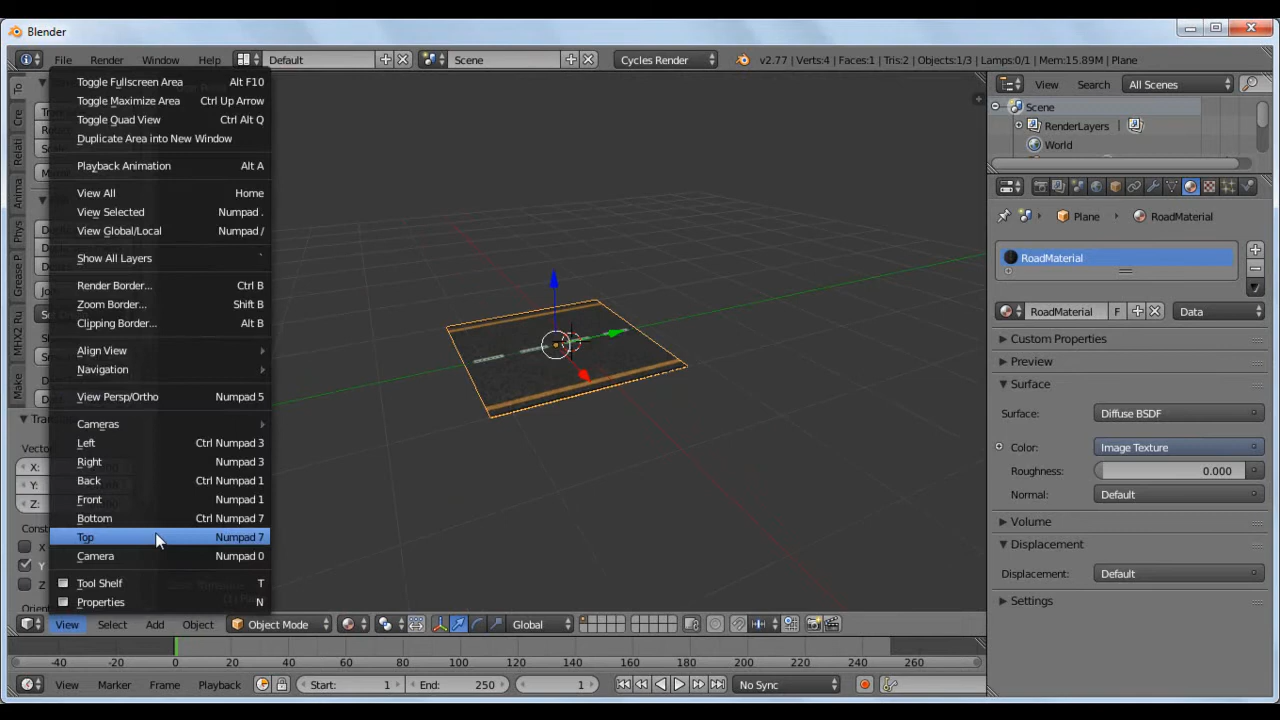 Blender
File Render Window Help Default Scene Cycles Render v2.77 | Verts:4 | Faces:1 | Tris:2 | Objects:1/3 | Lamps:0/1 | Mem:15.89M | Plane
Toggle Fullscreen Area Alt F10
Toggle Maximize Area Ctrl Up Arrow
Toggle Quad View Ctrl Alt Q
Duplicate Area into New Window
Playback Animation Alt A
View All Home
View Selected Numpad .
View Global/Local Numpad /
Show All Layers `
Render Border... Ctrl B
Zoom Border... Shift B
Clipping Border... Alt B
Align View
Navigation
View Persp/Ortho Numpad 5
Cameras
Left Ctrl Numpad 3
Right Numpad 3
Back Ctrl Numpad 1
Front Numpad 1
Bottom Ctrl Numpad 7
Top Numpad 7
Camera Numpad 0
Tool Shelf T
Properties N
To
Cre
Relati
Anima
Phys
Grease P
MHX2 Ru
Make
Vector
X:
Y:
Z:
X
Y
Z
View Select Add Object Object Mode Global
-40 -20 0 20 40 60 80 100 120 140 160 180 200 220 240 260
View Marker Frame Playback Start: 1 End: 250 1 No Sync
View Search All Scenes
Scene
RenderLayers
World
Plane RoadMaterial
RoadMaterial
RoadMaterial F Data
Custom Properties
Preview
Surface
Surface: Diffuse BSDF
Color: Image Texture
Roughness: 0.000
Normal: Default
Volume
Displacement
Displacement: Default
Settings